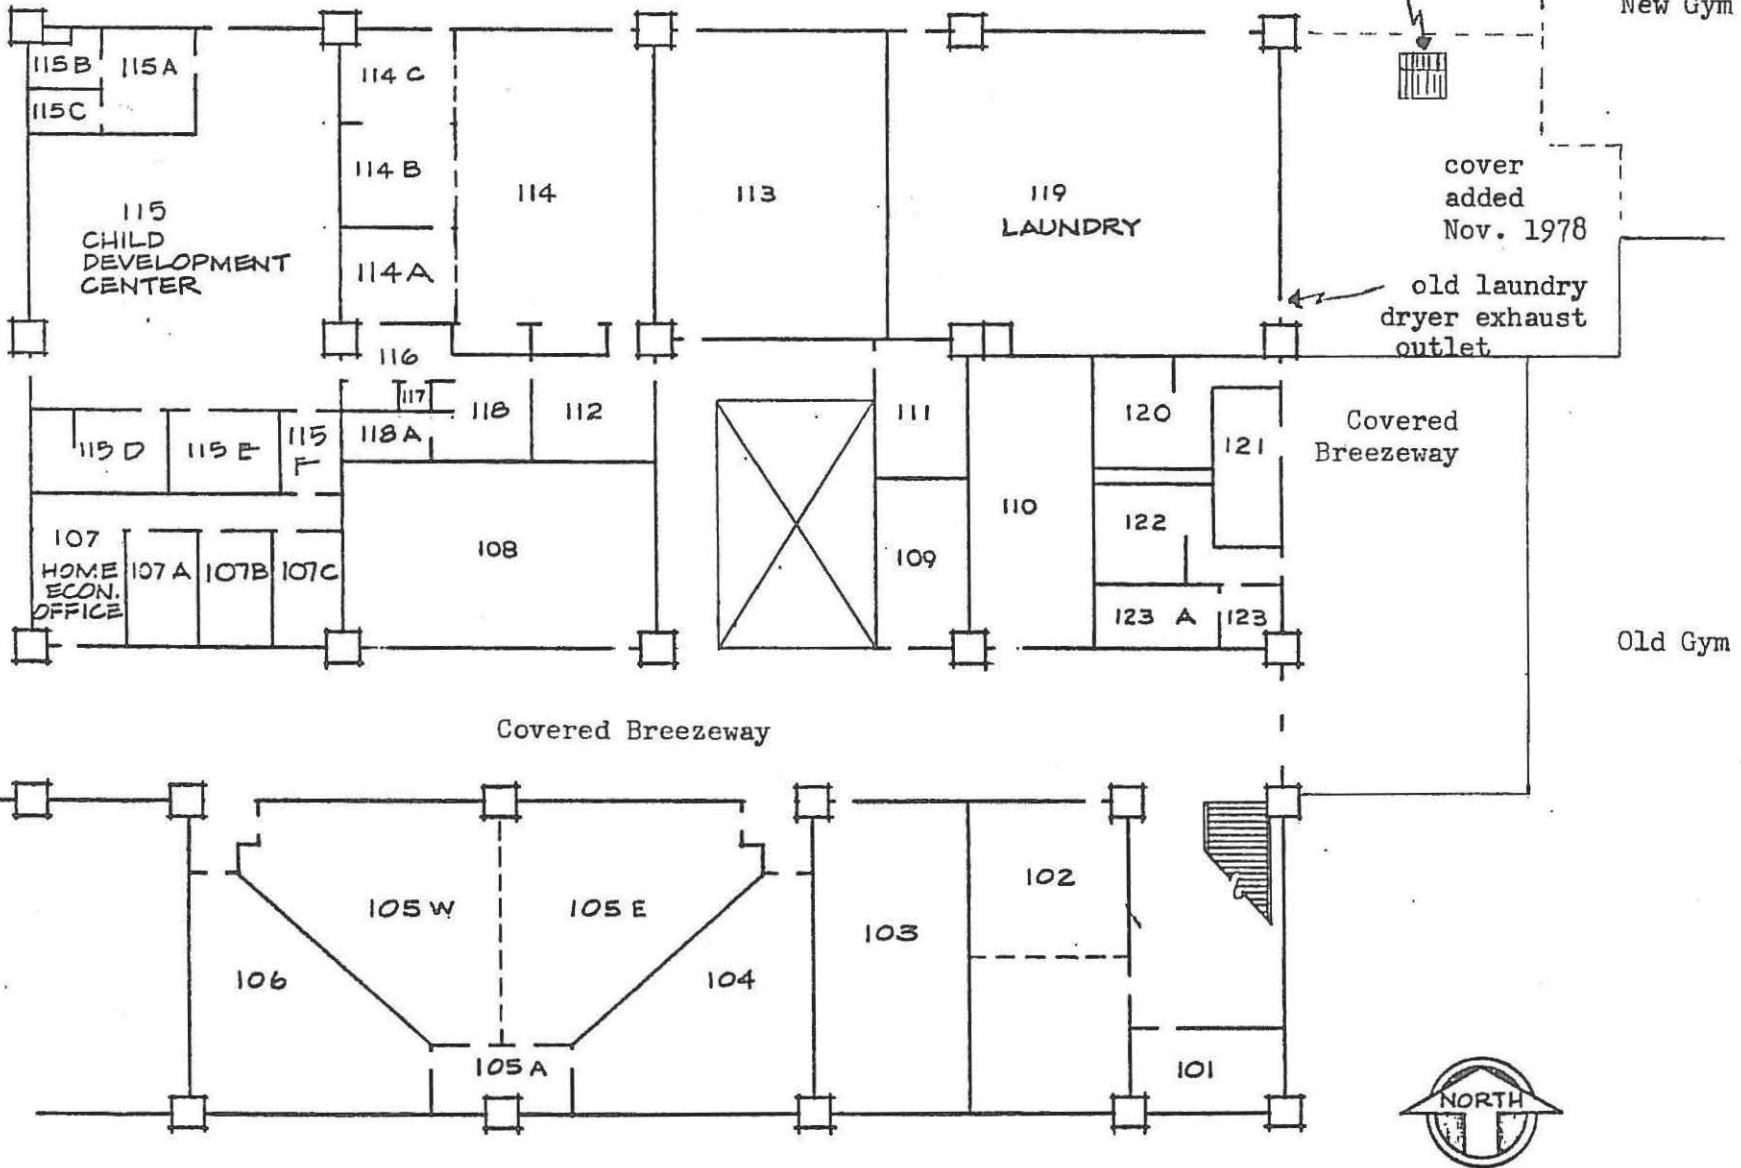 New Gym
115B
115A
115C
114 C
114 B
114A
114
113
119
LAUNDRY
115
CHILD
DEVELOPMENT
CENTER
cover
added
Nov. 1978
old laundry
dryer exhaust
outlet
116
117
118
118A
112
111
120
121
Covered
Breezeway
115 D
115 E
115
F
107
HOME
ECON.
OFFICE
107A
107B
107C
108
109
110
122
123 A
123
Old Gym
Covered Breezeway
105 W
105 E
106
104
103
102
105 A
101
NORTH